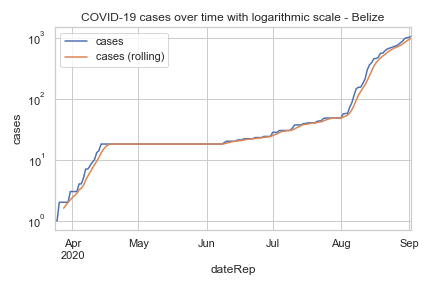 COVID-19 cases over time with logarithmic scale - Belize
cases
cases (rolling)
10³
10²
10¹
10⁰
cases
Apr
2020
May
Jun
Jul
Aug
Sep
dateRep